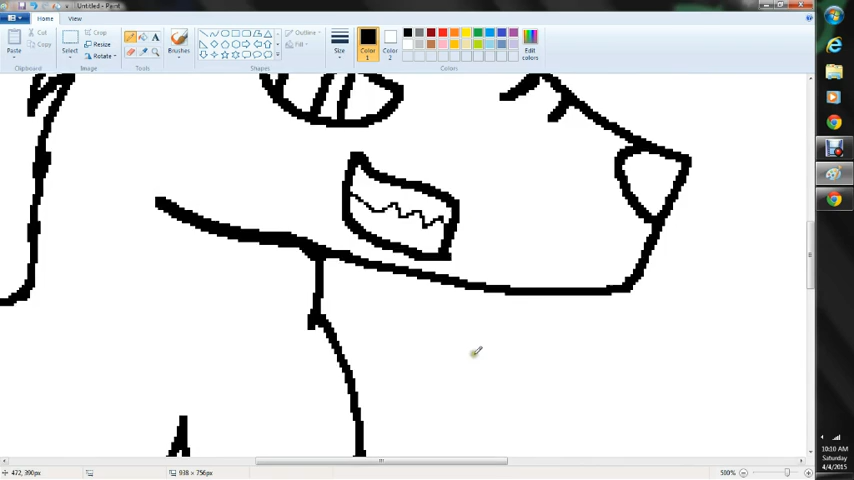 Untitled - Paint
Home View
Paste
Cut
Copy
Clipboard
Select
Crop
Resize
Rotate
Image
Tools
Brushes
Shapes
Outline
Fill
Size
Color 1
Color 2
Colors
Edit colors
472, 390px
938 × 756px
500%
10:10 AM
Saturday
4/4/2015